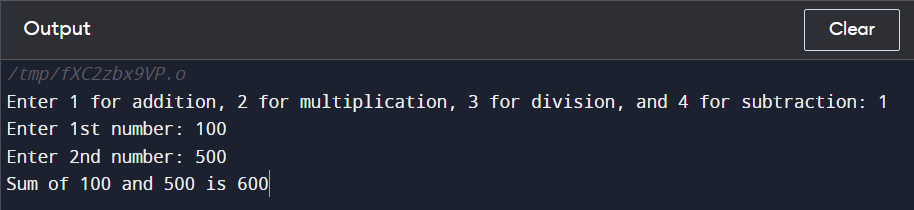 Output
Clear
/tmp/fXC2zbx9VP.o
Enter 1 for addition, 2 for multiplication, 3 for division, and 4 for subtraction: 1
Enter 1st number: 100
Enter 2nd number: 500
Sum of 100 and 500 is 600